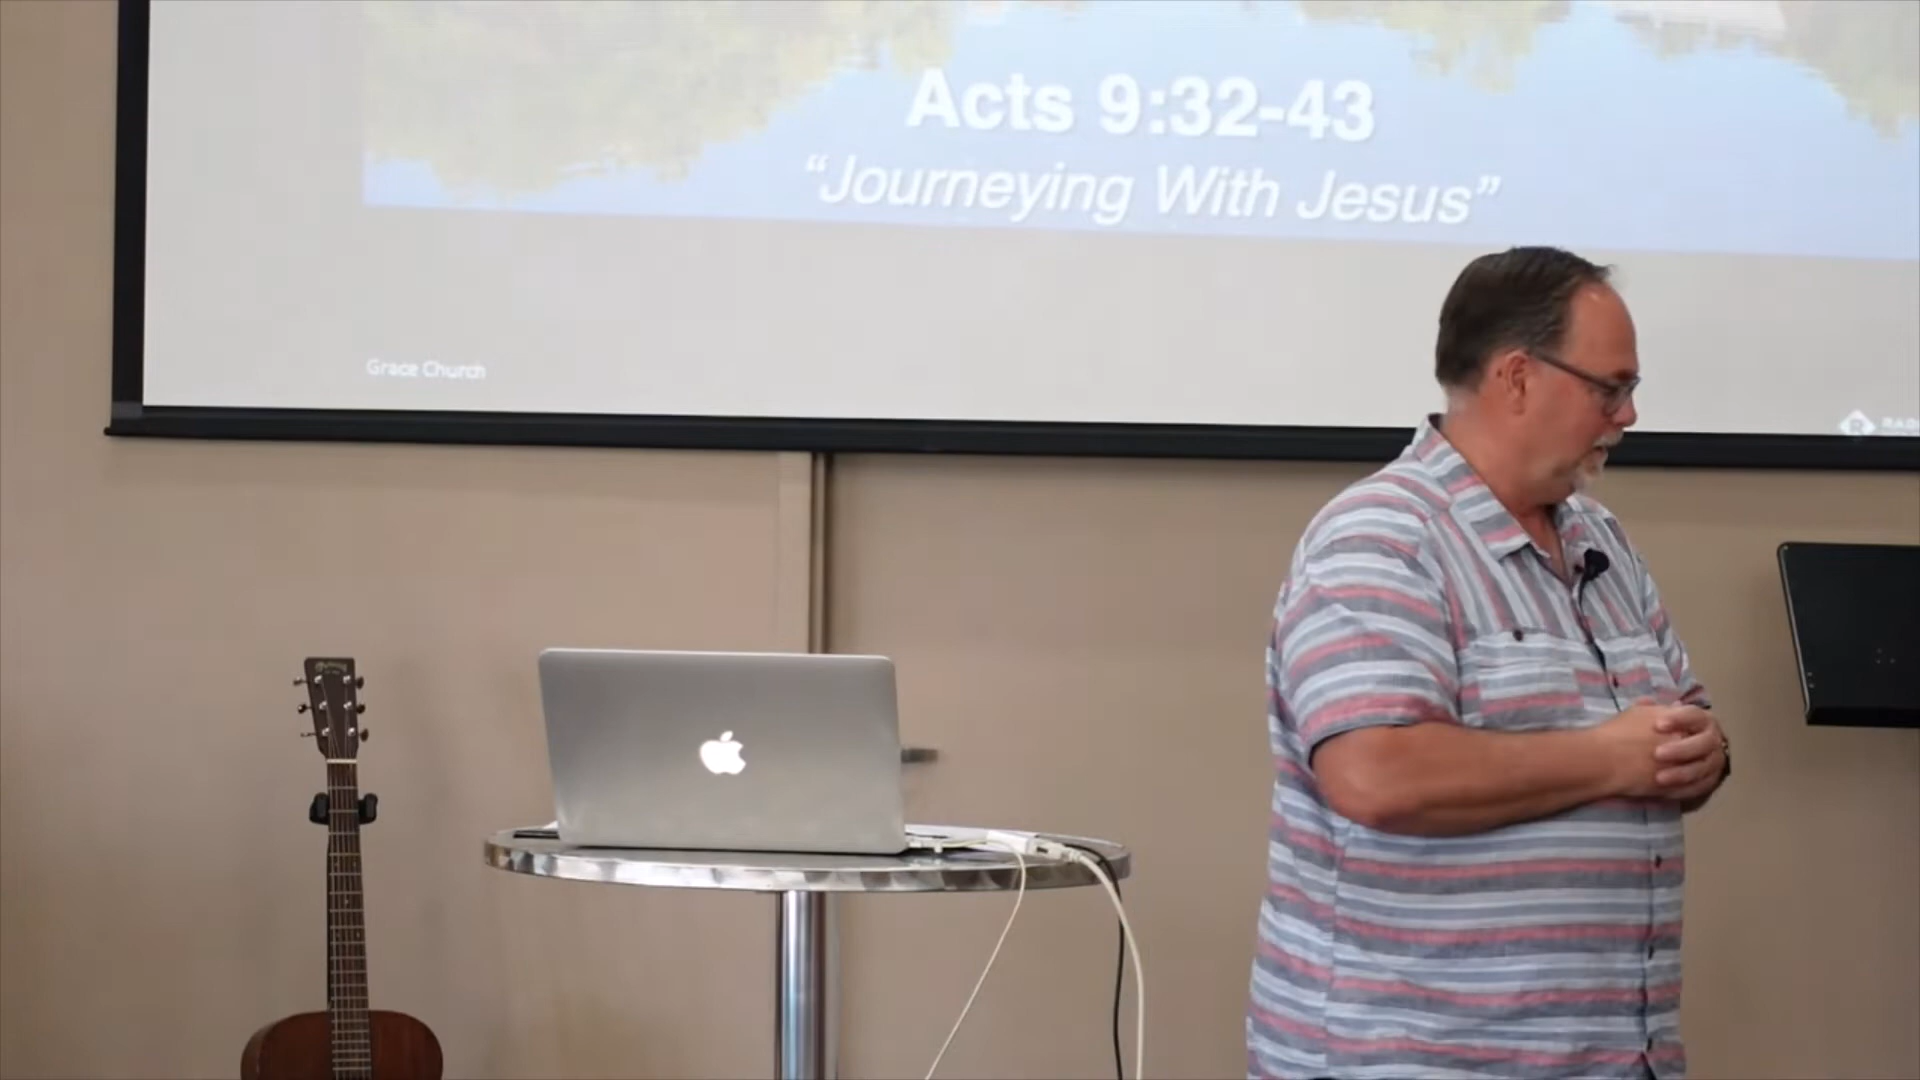 Acts 9:32-43
“Journeying With Jesus”
Grace Church